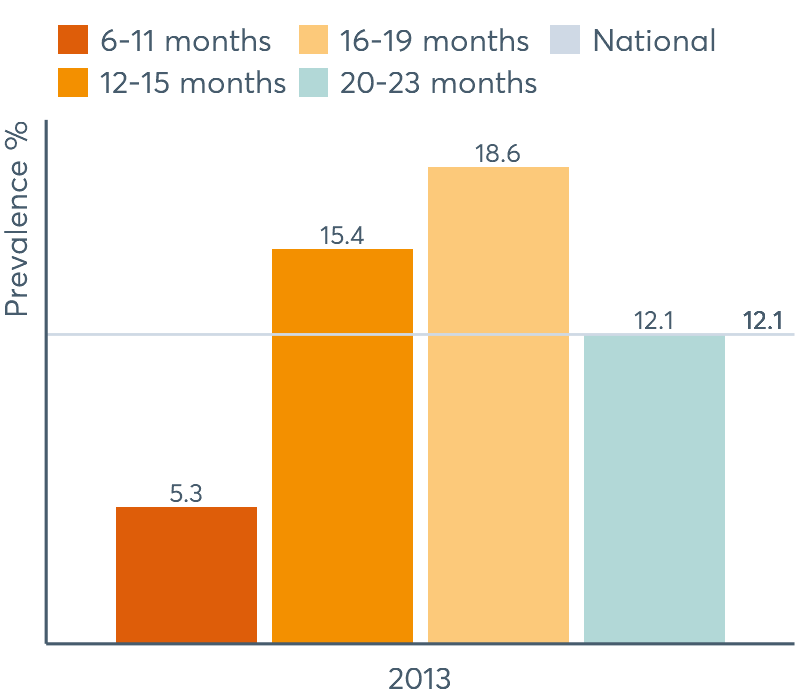 6-11 months 16-19 months National
12-15 months 20-23 months
Prevalence %
18.6
15.4
12.1 12.1
5.3
2013